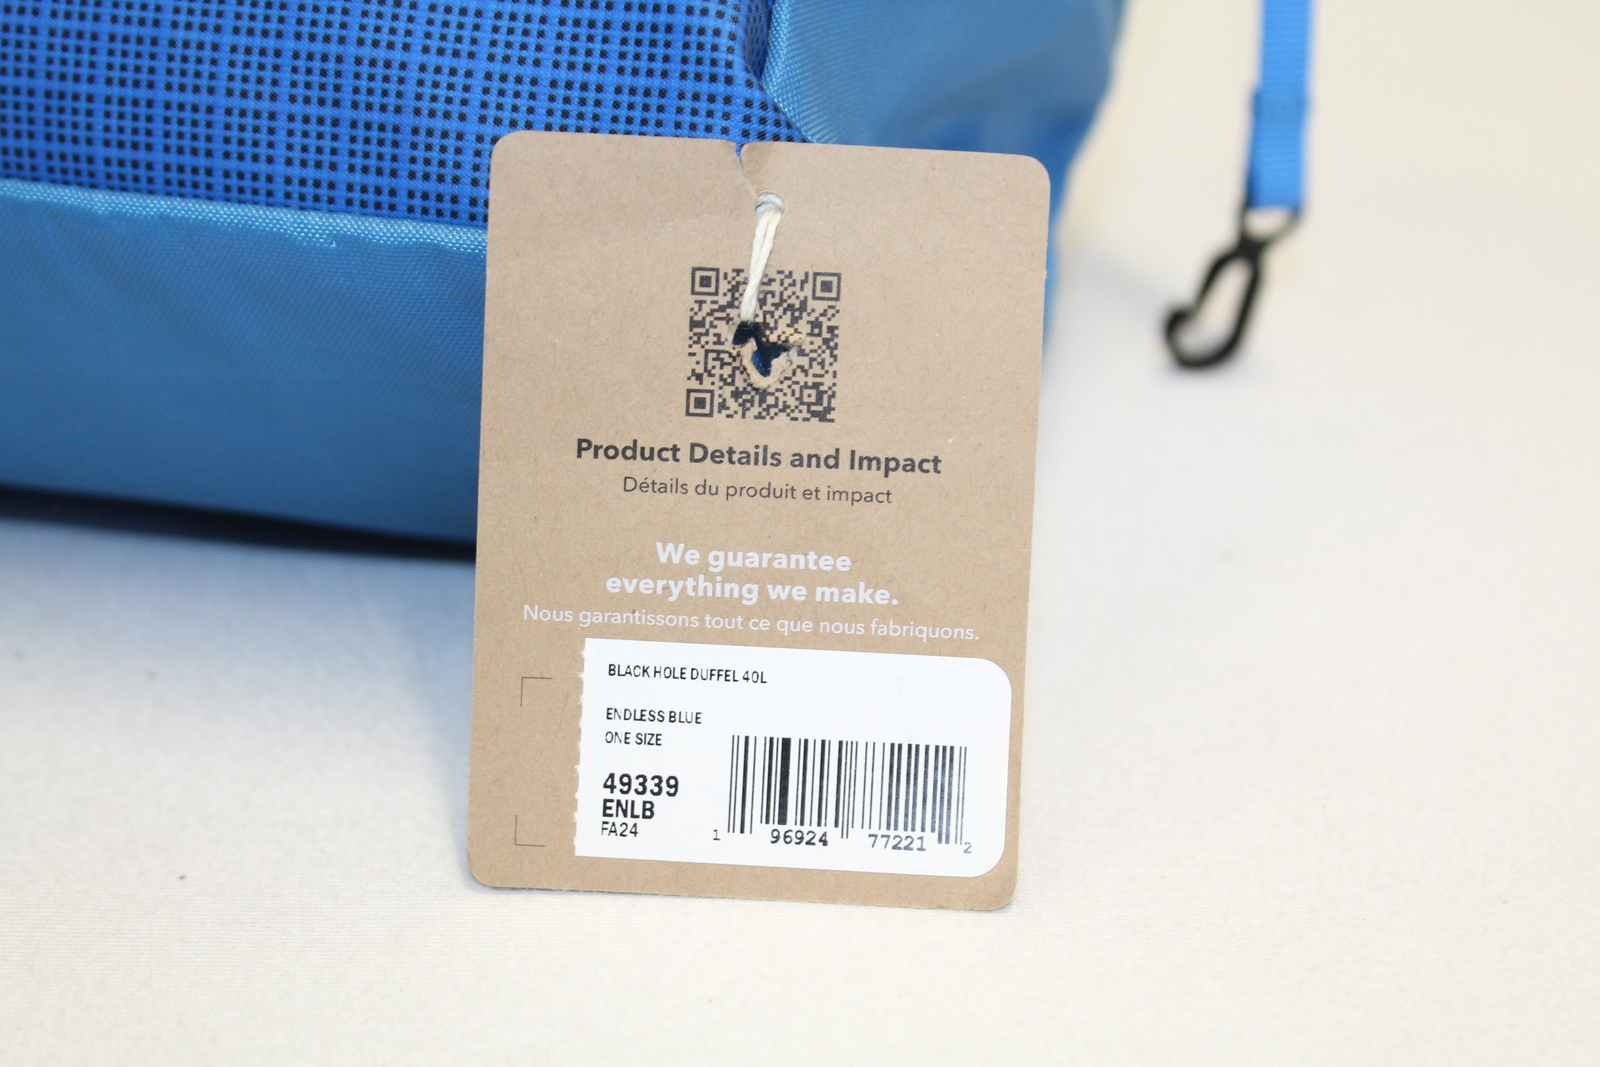 Product Details and Impact
Détails du produit et impact
We guarantee
everything we make.
Nous garantissons tout ce que nous fabriquons.
BLACK HOLE DUFFEL 40L
ENDLESS BLUE
ONE SIZE
49339
ENLB
FA24
1 96924 77221 2